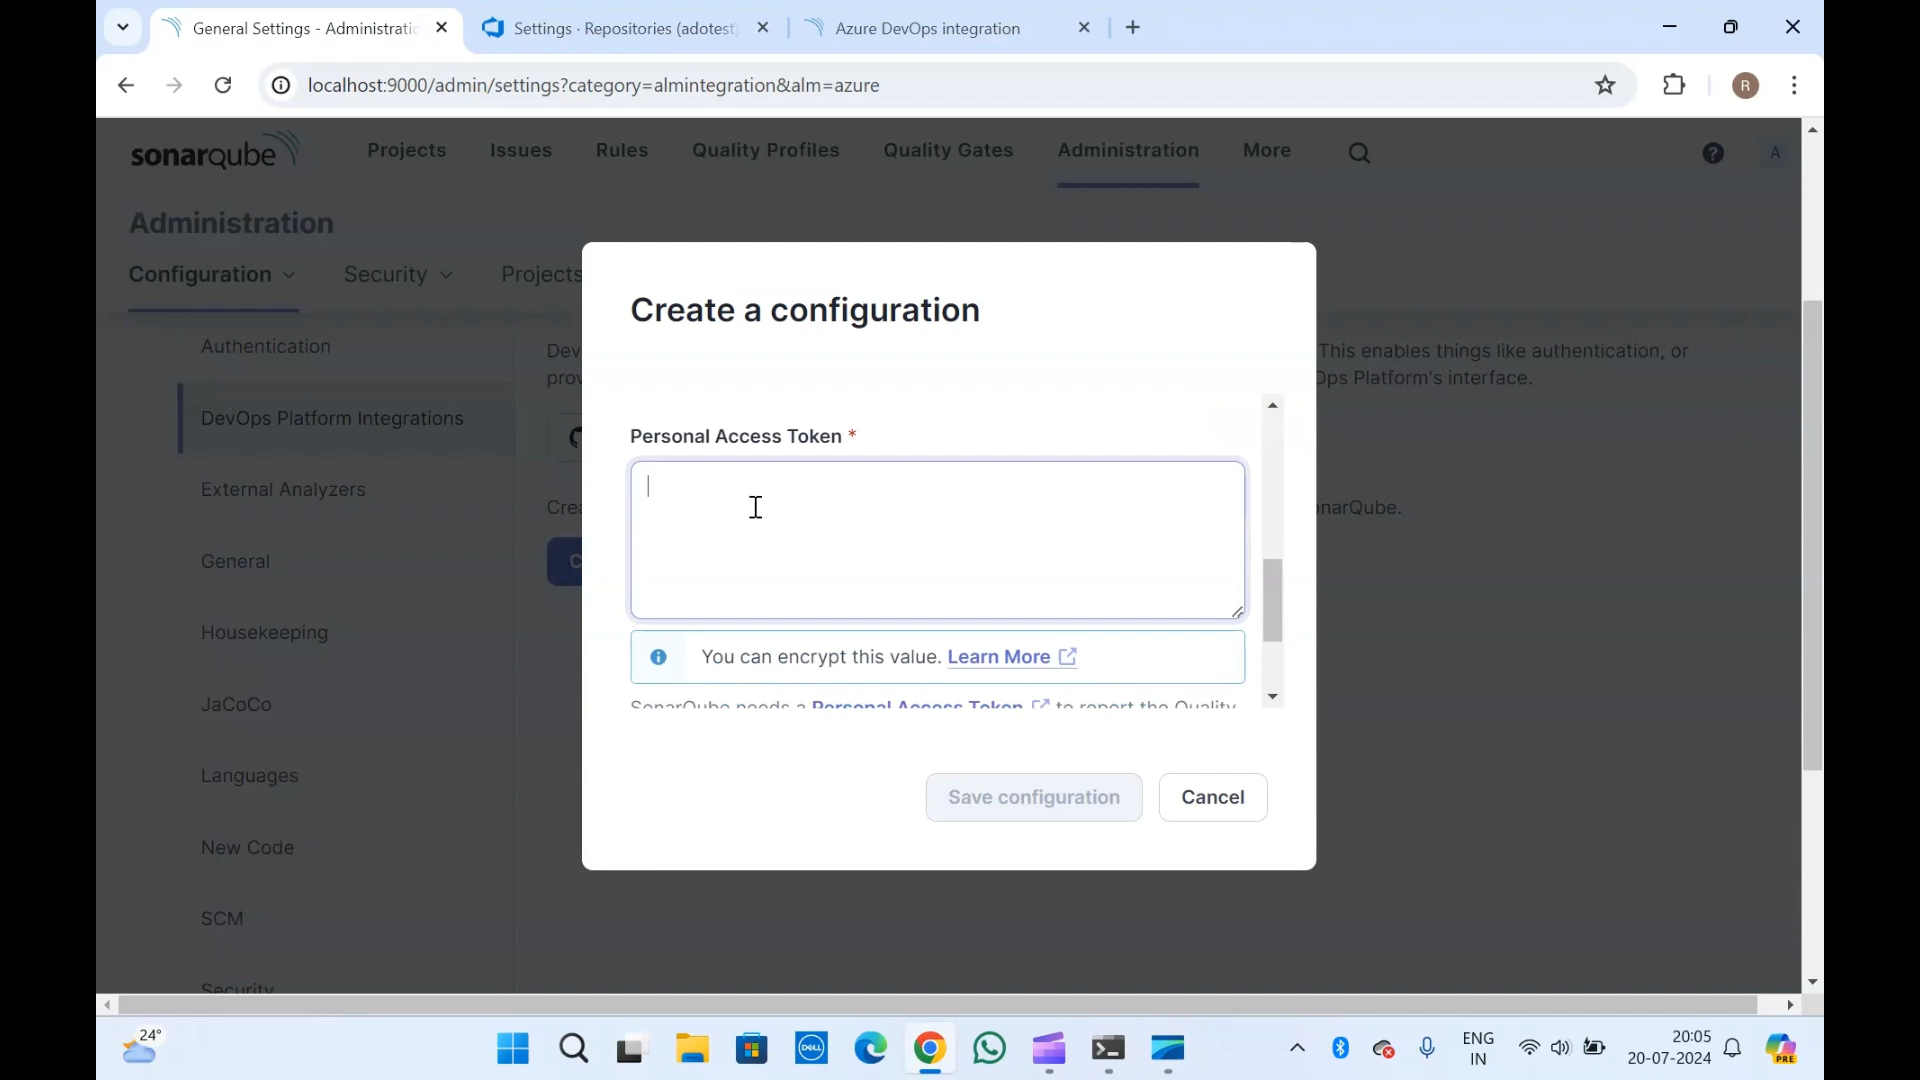 General Settings - Administratic
Settings · Repositories (adotest
Azure DevOps integration
localhost:9000/admin/settings?category=almintegration&alm=azure
R
sonarqube
Projects
Issues
Rules
Quality Profiles
Quality Gates
Administration
More
A
Administration
Configuration
Security
Projects
Create a configuration
Authentication
DevOps Platform Integrations
External Analyzers
General
Housekeeping
JaCoCo
Languages
New Code
SCM
Security
Dev
This enables things like authentication, or
prov
Ops Platform's interface.
Crea
onarQube.
C
Personal Access Token *
You can encrypt this value. Learn More
SonarQube needs a Personal Access Token to report the Quality
Save configuration
Cancel
24°
DELL
ENG
IN
20:05
20-07-2024
PRE